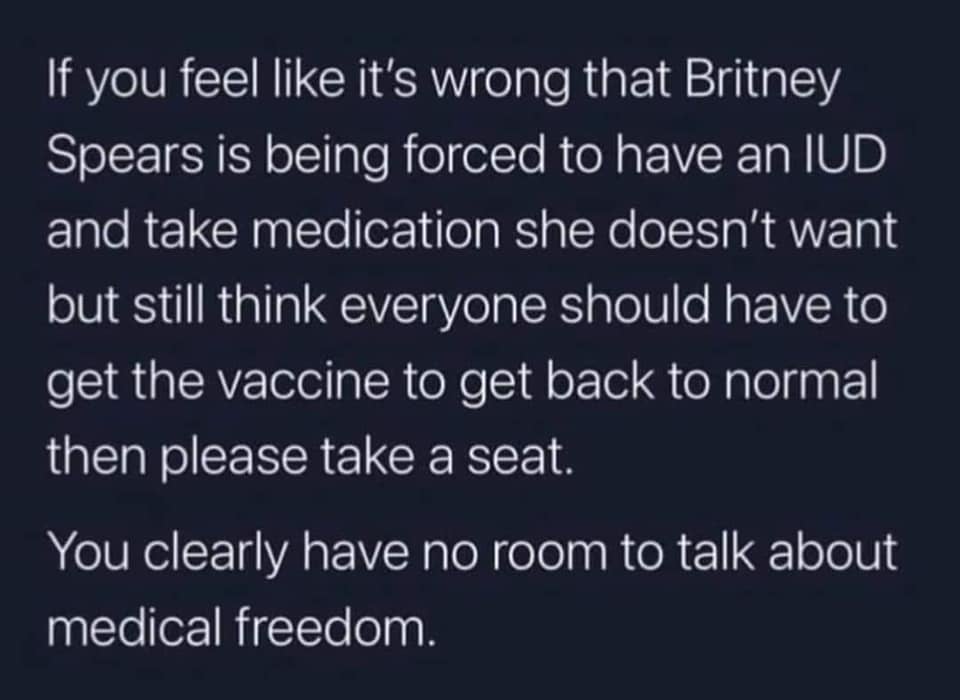 If you feel like it's wrong that Britney
Spears is being forced to have an IUD
and take medication she doesn't want
but still think everyone should have to
get the vaccine to get back to normal
then please take a seat.
You clearly have no room to talk about
medical freedom.